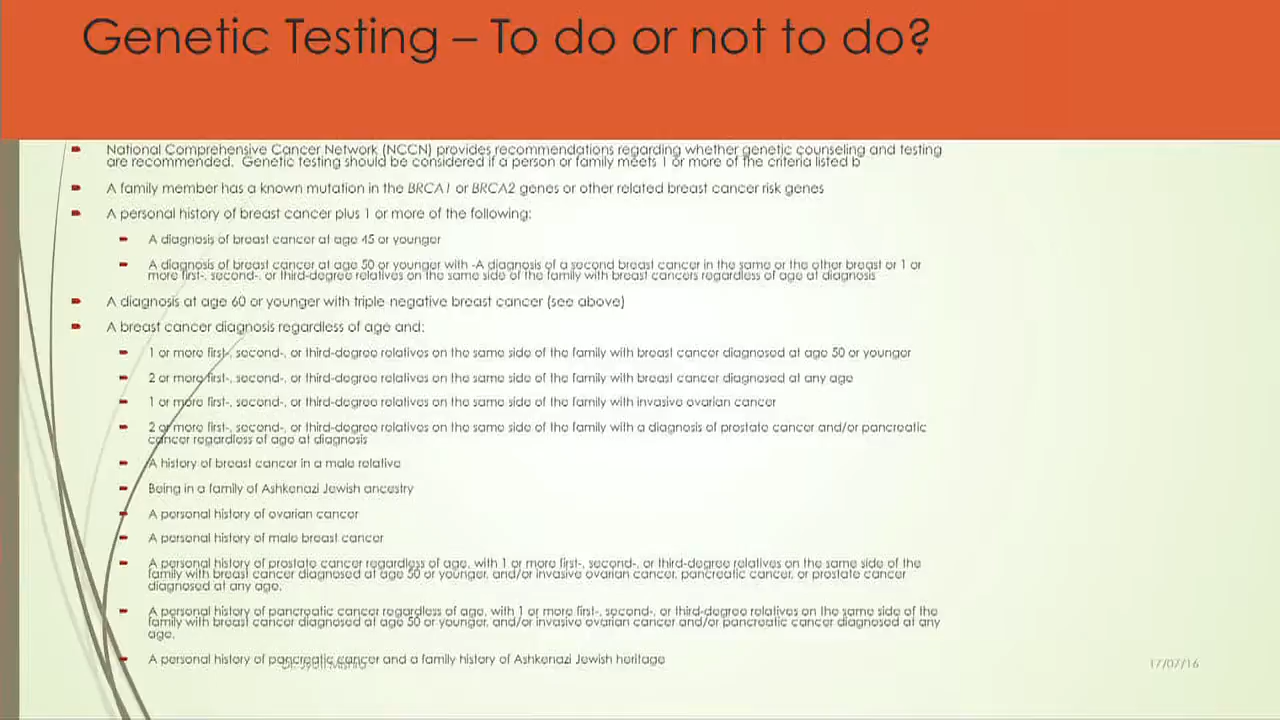 Genetic Testing – To do or not to do?
National Comprehensive Cancer Network (NCCN) provides recommendations regarding whether genetic counseling and testing
are recommended. Genetic testing should be considered if a person or family meets 1 or more of the criteria listed b
A family member has a known mutation in the BRCA1 or BRCA2 genes or other related breast cancer risk genes
A personal history of breast cancer plus 1 or more of the following:
A diagnosis of breast cancer at age 45 or younger
A diagnosis of breast cancer at age 50 or younger with -A diagnosis of a second breast cancer in the same or the other breast or 1 or
more first-, second-, or third-degree relatives on the same side of the family with breast cancers regardless of age at diagnosis
A diagnosis at age 60 or younger with triple negative breast cancer (see above)
A breast cancer diagnosis regardless of age and:
1 or more first-, second-, or third-degree relatives on the same side of the family with breast cancer diagnosed at age 50 or younger
2 or more first-, second-, or third-degree relatives on the same side of the family with breast cancer diagnosed at any age
1 or more first-, second-, or third-degree relatives on the same side of the family with invasive ovarian cancer
2 or more first-, second-, or third-degree relatives on the same side of the family with a diagnosis of prostate cancer and/or pancreatic
cancer regardless of age at diagnosis
A history of breast cancer in a male relative
Being in a family of Ashkenazi Jewish ancestry
A personal history of ovarian cancer
A personal history of male breast cancer
A personal history of prostate cancer regardless of age, with 1 or more first-, second-, or third-degree relatives on the same side of the
family with breast cancer diagnosed at age 50 or younger, and/or invasive ovarian cancer, pancreatic cancer, or prostate cancer
diagnosed at any age.
A personal history of pancreatic cancer regardless of age, with 1 or more first-, second-, or third-degree relatives on the same side of the
family with breast cancer diagnosed at age 50 or younger, and/or invasive ovarian cancer and/or pancreatic cancer diagnosed at any
age.
A personal history of pancreatic cancer and a family history of Ashkenazi Jewish heritage
17/07/16